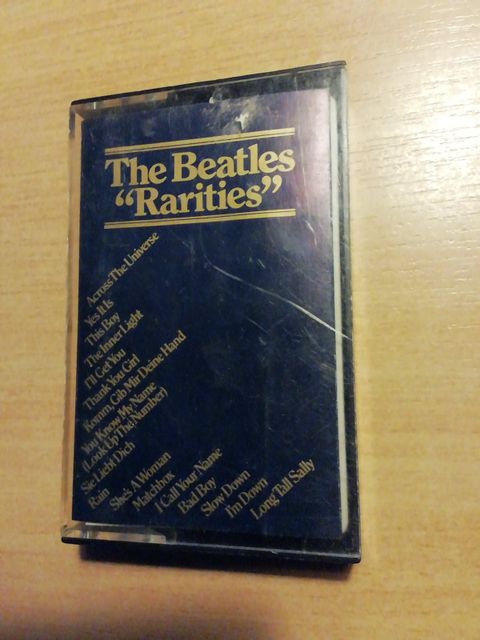 The Beatles
“Rarities”
Across The Universe
Yes It Is
This Boy
The Inner Light
I'll Get You
Thank You Girl
Komm, Gib Mir Deine Hand
You Know My Name
(Look Up The Number)
Sie Liebt Dich
Rain
She's A Woman
Matchbox
I Call Your Name
Bad Boy
Slow Down
I'm Down
Long Tall Sally